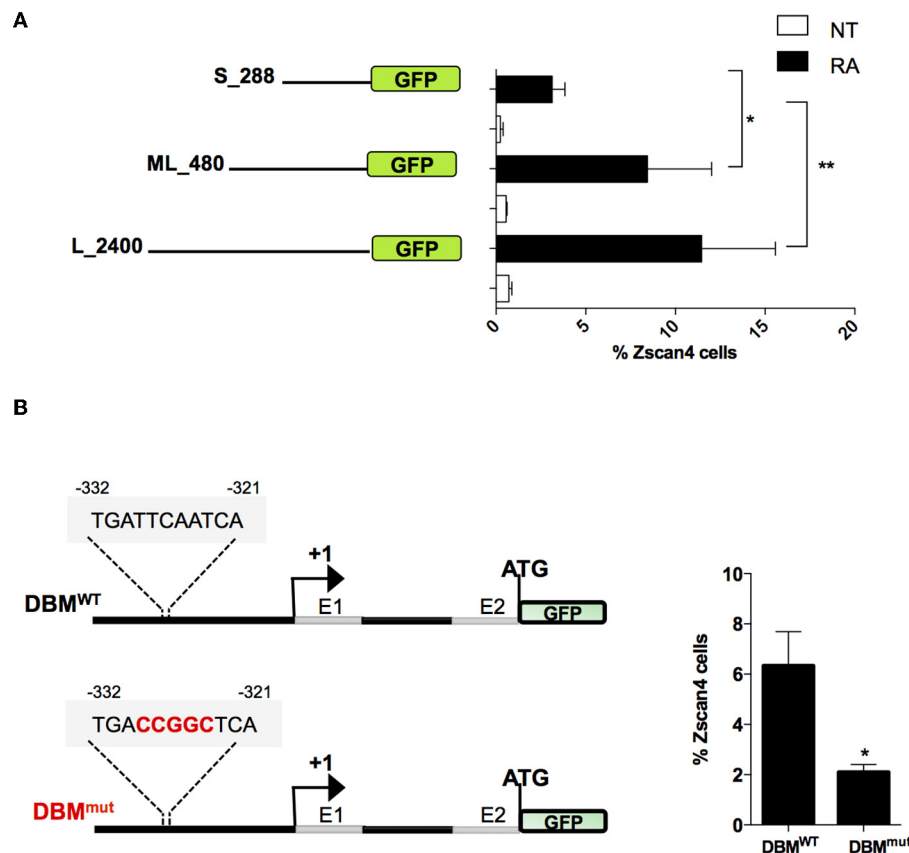 A
NT
RA
S_288 GFP
ML_480 GFP
L_2400 GFP
*
**
0 5 10 15 20
% Zscan4 cells
B
-332 -321
TGATTCAATCA
+1
ATG
DBMWT
E1 E2 GFP
-332 -321
TGACCGGCTCA
+1
ATG
DBMmut
E1 E2 GFP
10
8
6
4
2
0
% Zscan4 cells
*
DBMWT DBMmut